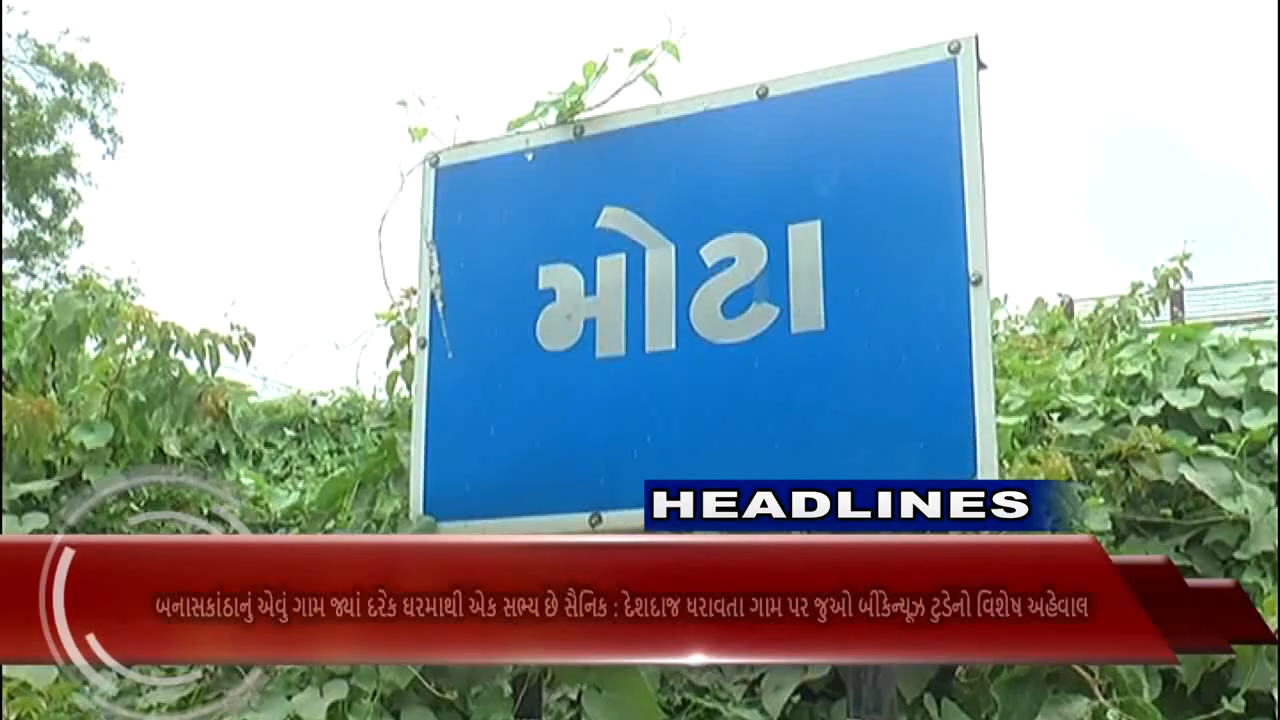 મોટા
HEADLINES
બનાસકાંઠાનું એવું ગામ જ્યાં દરેક ઘરમાથી એક સભ્ય છે સૈનિક : દેશદાજ ધરાવતા ગામ પર જુઓ બીકેન્યૂઝ ટુડેનો વિશેષ અહેવાલ